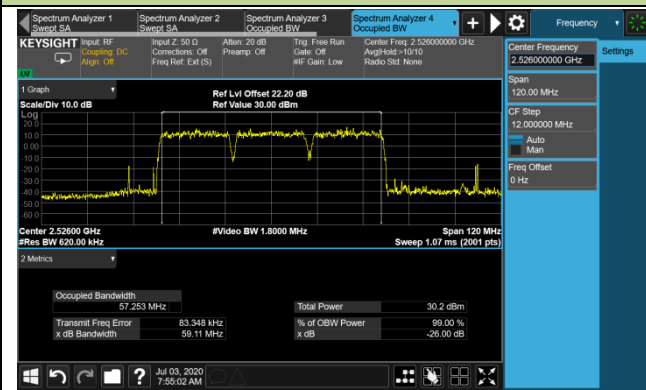 Spectrum Analyzer 1
Swept SA
Spectrum Analyzer 2
Swept SA
Spectrum Analyzer 3
Occupied BW
Spectrum Analyzer 4
Occupied BW
Frequency
KEYSIGHT
Input: RF
Coupling: DC
Align: Off
Input Z: 50 Ω
Corrections: Off
Freq Ref: Ext (S)
Atten: 20 dB
Preamp: Off
Trig: Free Run
Gate: Off
#IF Gain: Low
Center Freq: 2.526000000 GHz
Avg|Hold:>10/10
Radio Std: None
LXI
Center Frequency
2.526000000 GHz
Settings
Span
120.00 MHz
CF Step
12.000000 MHz
Auto
Man
Freq Offset
0 Hz
1 Graph
Scale/Div 10.0 dB
Ref Lvl Offset 22.20 dB
Ref Value 30.00 dBm
Log
20.0
10.0
0.00
-10.0
-20.0
-30.0
-40.0
-50.0
-60.0
Center 2.52600 GHz
#Video BW 1.8000 MHz
Span 120 MHz
#Res BW 620.00 kHz
Sweep 1.07 ms (2001 pts)
2 Metrics
Occupied Bandwidth
57.253 MHz
Total Power 30.2 dBm
Transmit Freq Error 83.348 kHz
% of OBW Power 99.00 %
x dB Bandwidth 59.11 MHz
x dB -26.00 dB
?
Jul 03, 2020
7:55:02 AM